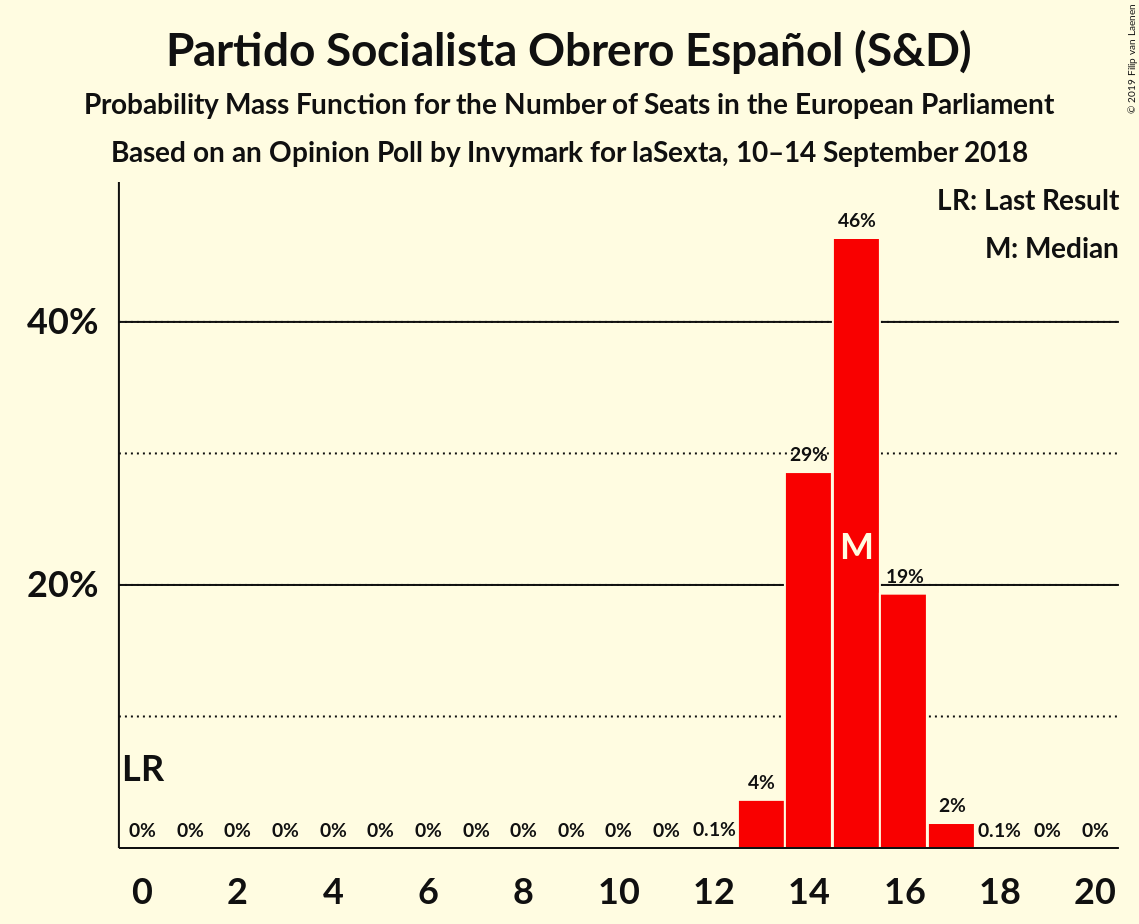 Partido Socialista Obrero Español (S&D)
Probability Mass Function for the Number of Seats in the European Parliament
Based on an Opinion Poll by Invymark for laSexta, 10–14 September 2018
© 2019 Filip van Laenen
LR: Last Result
M: Median
46%
40%
29%
M
20%
19%
LR
4%
2%
0% 0% 0% 0% 0% 0% 0% 0% 0% 0% 0% 0% 0.1% 0.1% 0% 0%
0 2 4 6 8 10 12 14 16 18 20